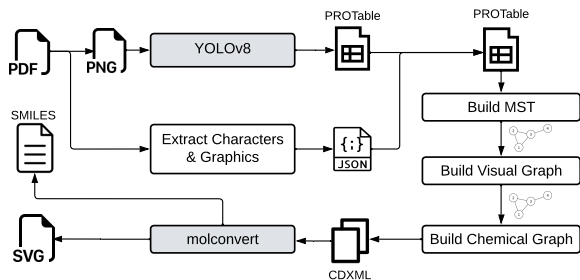 PROTable
PROTable
PDF
PNG
YOLOv8
Build MST
SMILES
Extract Characters
& Graphics
{;}
JSON
Build Visual Graph
SVG
molconvert
CDXML
Build Chemical Graph